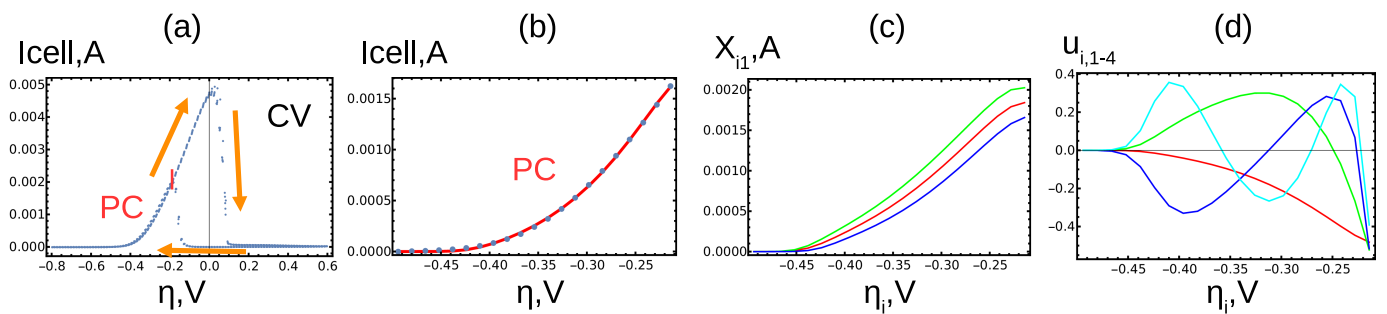 (a)
Icell,A
0.005
0.004
0.003
0.002
0.001
0.000
CV
PC
−0.8 −0.6 −0.4 −0.2 0.0 0.2 0.4 0.6
η,V
(b)
Icell,A
0.0015
0.0010
0.0005
0.0000
PC
−0.45 −0.40 −0.35 −0.30 −0.25
η,V
(c)
Xi1,A
0.0020
0.0015
0.0010
0.0005
0.0000
−0.45 −0.40 −0.35 −0.30 −0.25
ηi,V
(d)
ui,1-4
0.4
0.2
0.0
−0.2
−0.4
−0.45 −0.40 −0.35 −0.30 −0.25
ηi,V